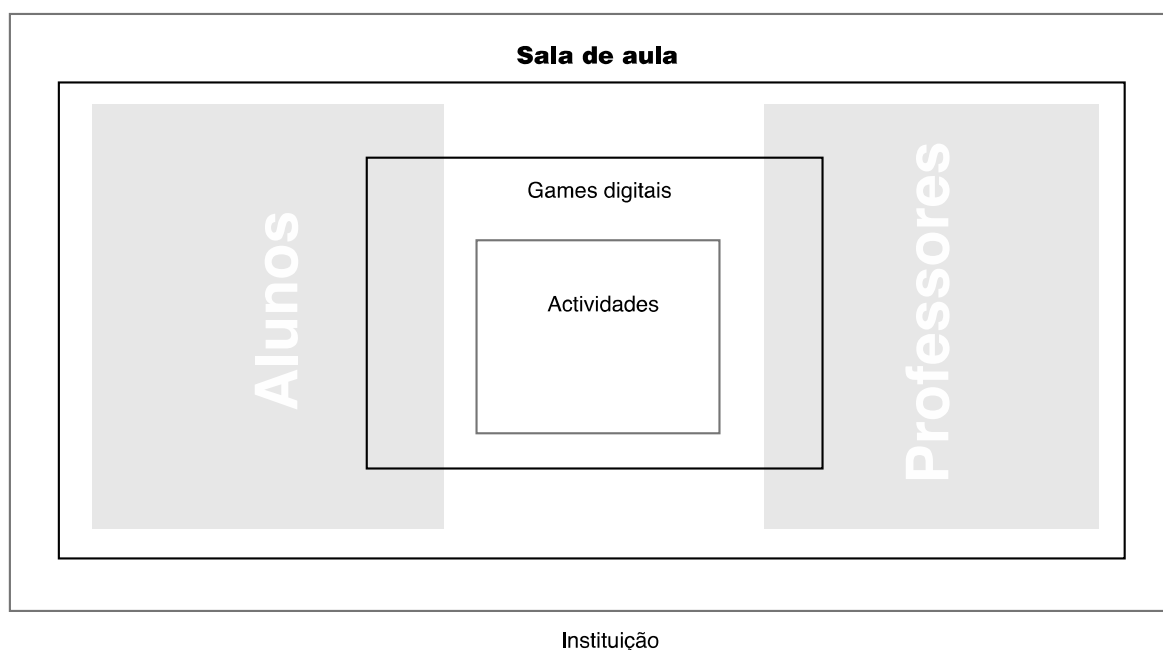 Sala de aula
Games digitais
Actividades
Alunos
Professores
Instituição